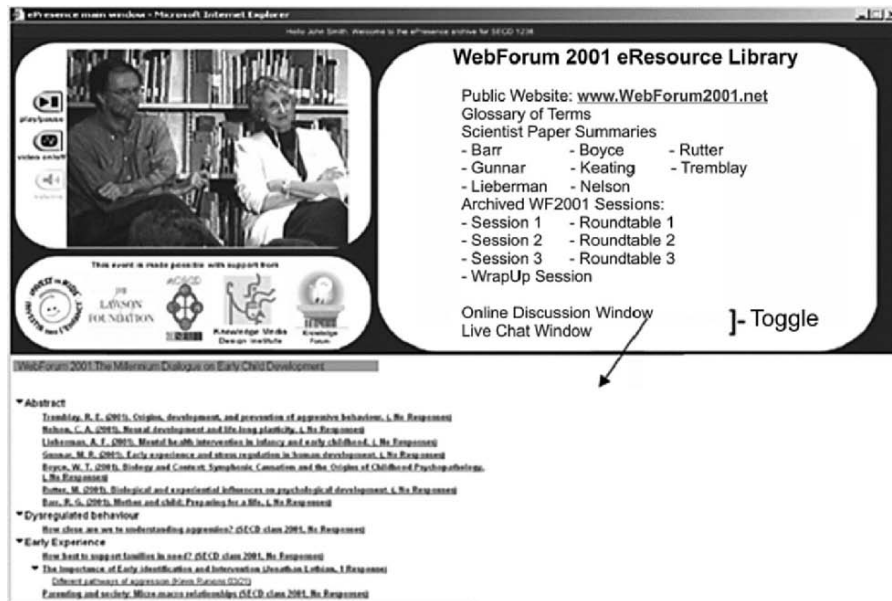 ePresence main window - Microsoft Internet Explorer
Hello John Smith. Welcome to the ePresence archive for SECD 1238
play/pause
video on/off
WebForum 2001 eResource Library
Public Website: www.WebForum2001.net
Glossary of Terms
Scientist Paper Summaries
- Barr - Boyce - Rutter
- Gunnar - Keating - Tremblay
- Lieberman - Nelson
Archived WF2001 Sessions:
- Session 1 - Roundtable 1
- Session 2 - Roundtable 2
- Session 3 - Roundtable 3
- WrapUp Session
Online Discussion Window
Live Chat Window
]- Toggle
This event is made possible with support from
INVEST IN KIDS
INVESTIR DANS L'ENFANCE
THE
LAWSON
FOUNDATION
Knowledge Media
Design Institute
Knowledge
Forum
WebForum 2001:The Millennium Dialogue on Early Child Development
Abstract
Tremblay, R. E. (2001). Origins, development, and prevention of aggressive behaviour. (, No Responses)
Nelson, C. A. (2001). Neural development and life-long plasticity. (, No Responses)
Lieberman, A. F. (2001). Mental health intervention in infancy and early childhood. (, No Responses)
Gunnar, M. R. (2001). Early experience and stress regulation in human development. (, No Responses)
Boyce, W. T. (2001). Biology and Context: Symphonic Causation and the Origins of Childhood Psychopathology.
(, No Responses)
Rutter, M. (2001). Biological and experiential influences on psychological development. (, No Responses)
Barr, R. G. (2001). Mother and child: Preparing for a life. (, No Responses)
Dysregulated behaviour
How close are we to understanding aggression? (SECD class 2001, No Responses)
Early Experience
How best to support families in need? (SECD class 2001, No Responses)
The Importance of Early identification and Intervention (Jonathan Lothian, 1 Response)
Different pathways of aggression (Kevin Runions 03/21)
Parenting and society: Micro macro relationships (SECD class 2001, No Responses)